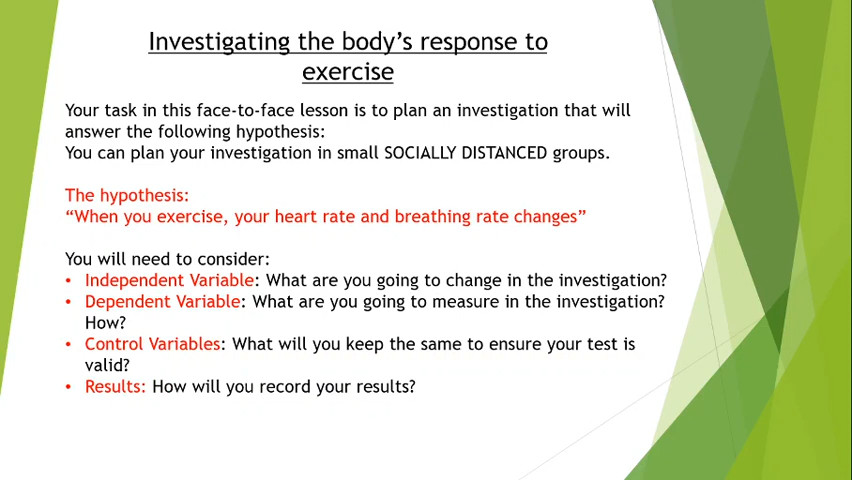 Investigating the body's response to
exercise
Your task in this face-to-face lesson is to plan an investigation that will
answer the following hypothesis:
You can plan your investigation in small SOCIALLY DISTANCED groups.
The hypothesis:
“When you exercise, your heart rate and breathing rate changes”
You will need to consider:
• Independent Variable: What are you going to change in the investigation?
• Dependent Variable: What are you going to measure in the investigation?
How?
• Control Variables: What will you keep the same to ensure your test is
valid?
• Results: How will you record your results?